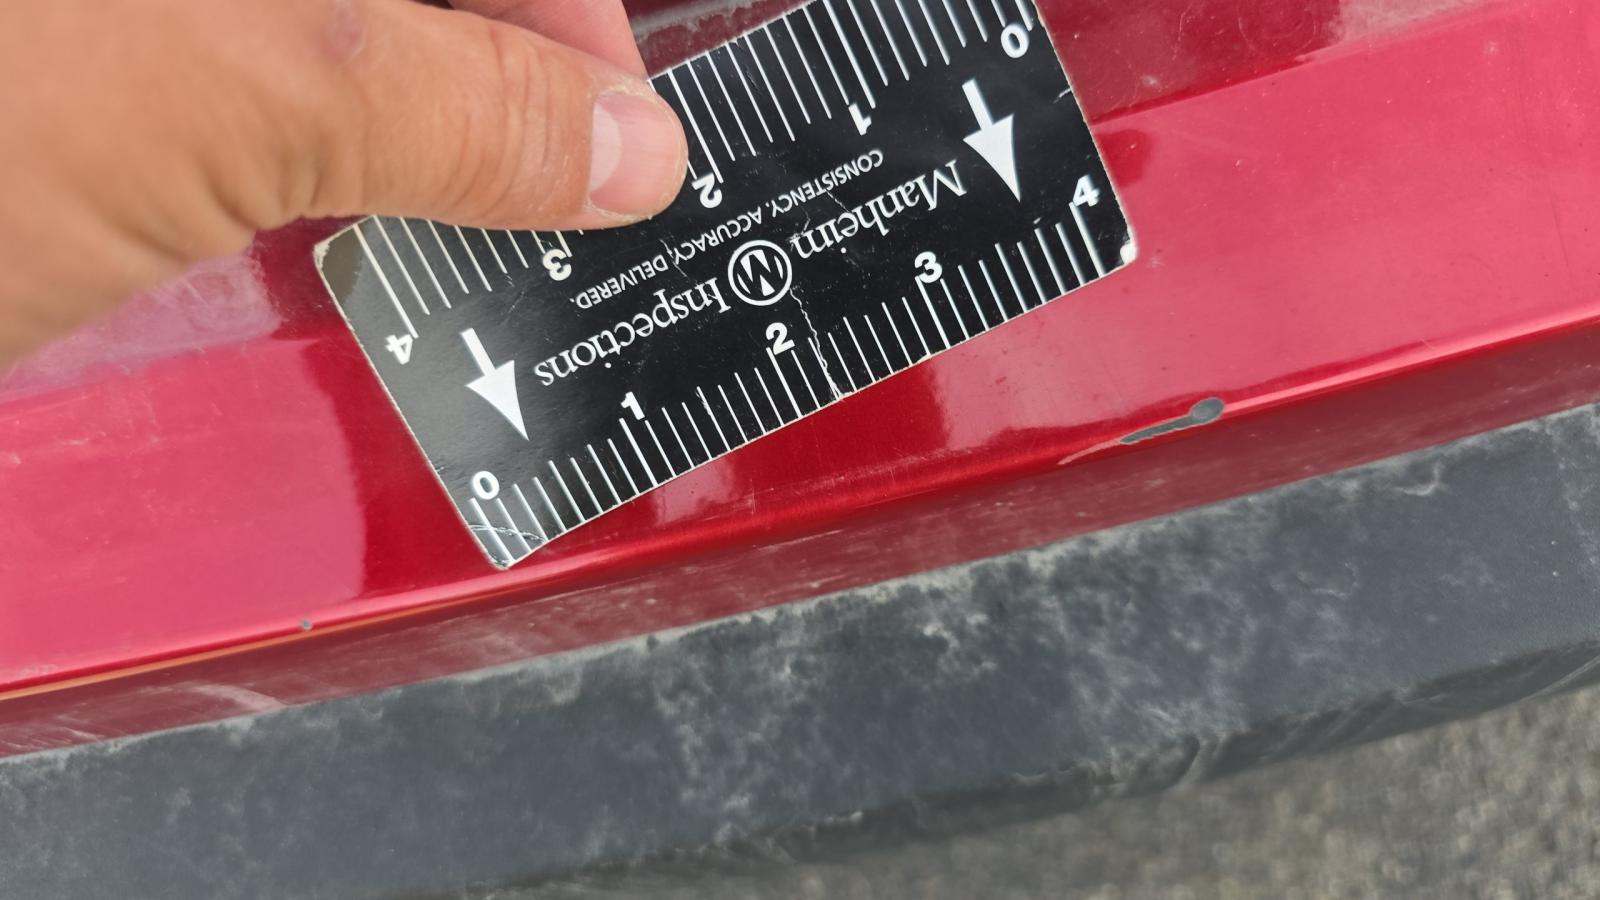 0 1 2 3 4
Manheim Inspections
CONSISTENCY. ACCURACY. DELIVERED.
0 1 2 3 4